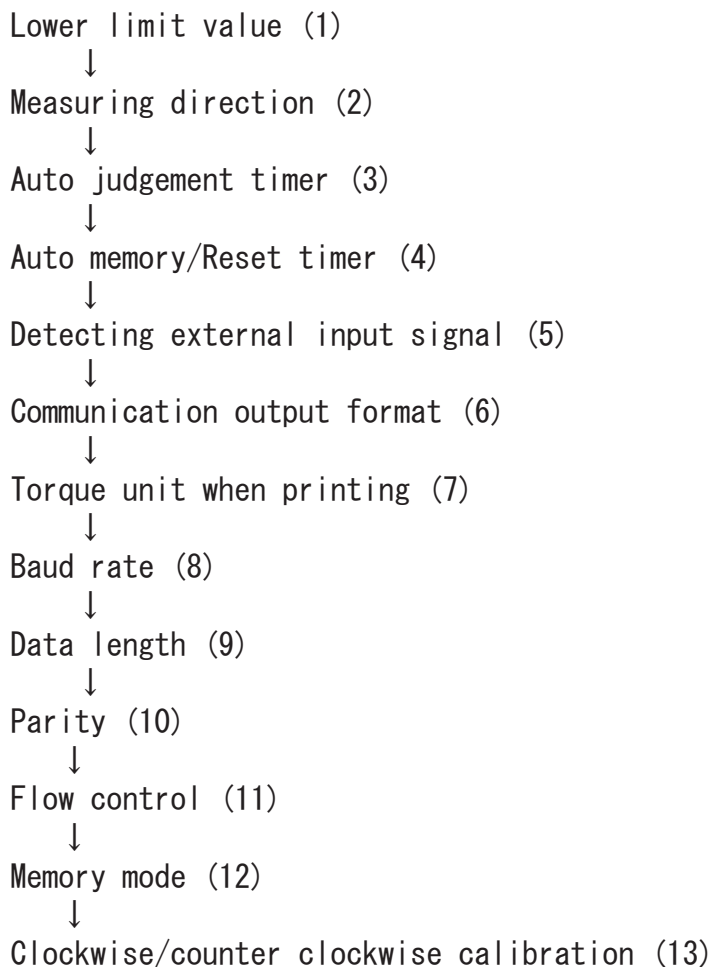 Lower limit value (1)
↓
Measuring direction (2)
↓
Auto judgement timer (3)
↓
Auto memory/Reset timer (4)
↓
Detecting external input signal (5)
↓
Communication output format (6)
↓
Torque unit when printing (7)
↓
Baud rate (8)
↓
Data length (9)
↓
Parity (10)
↓
Flow control (11)
↓
Memory mode (12)
↓
Clockwise/counter clockwise calibration (13)